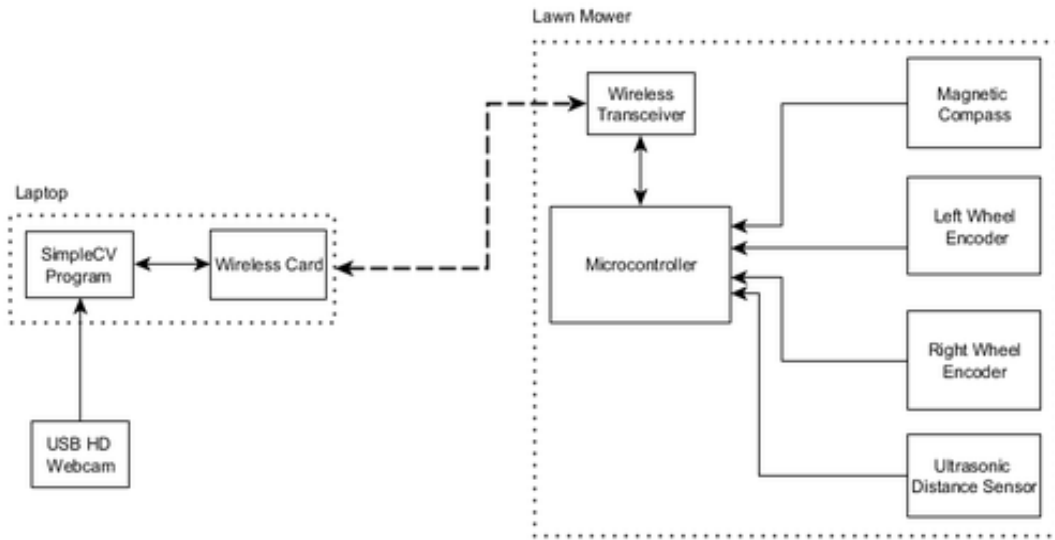 Lawn Mower
Wireless
Transceiver
Magnetic
Compass
Laptop
SimpleCV
Program
Wireless Card
Microcontroller
Left Wheel
Encoder
Right Wheel
Encoder
USB HD
Webcam
Ultrasonic
Distance Sensor